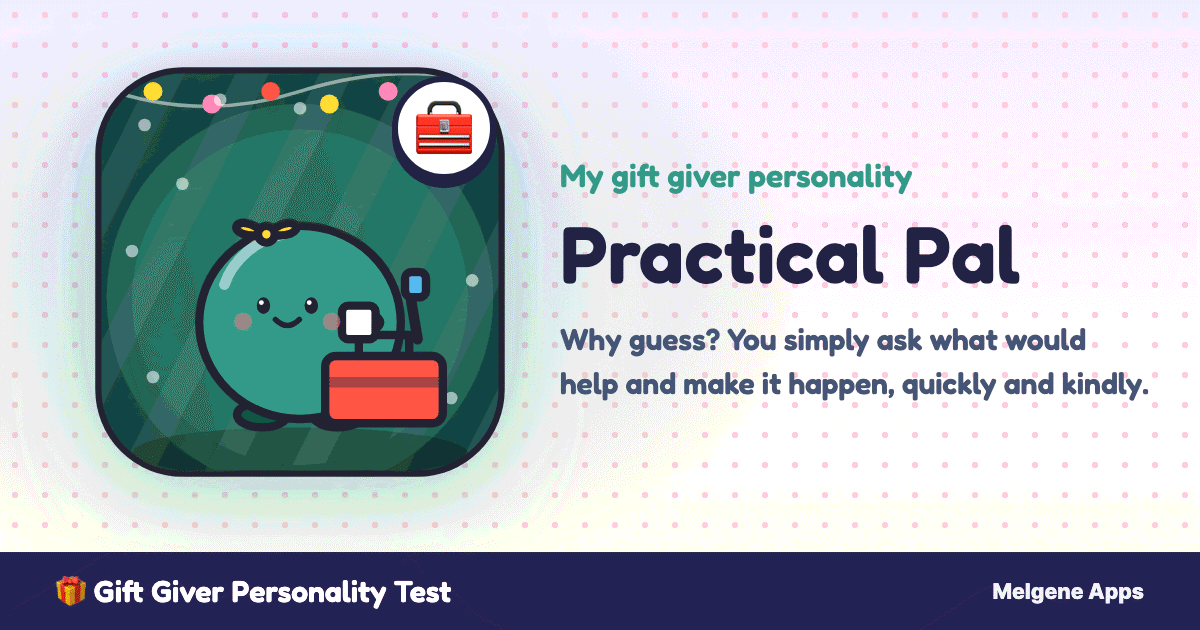 My gift giver personality
Practical Pal
Why guess? You simply ask what would
help and make it happen, quickly and kindly.
Gift Giver Personality Test
Melgene Apps